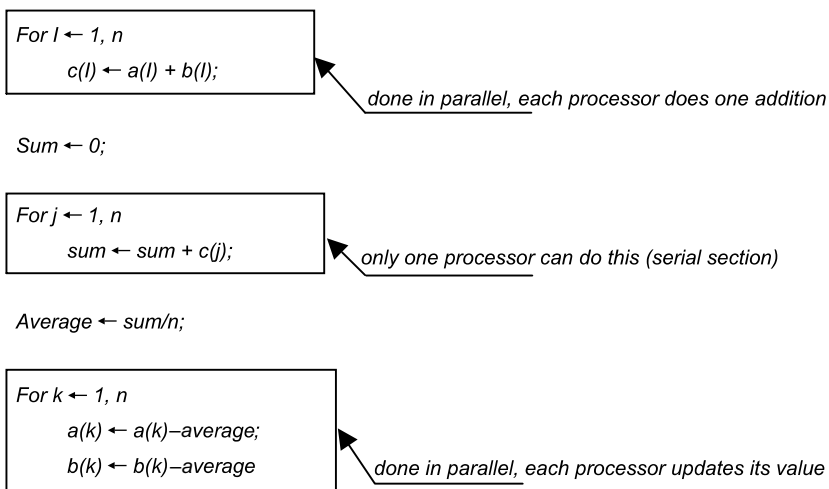 For I ← 1, n
c(I) ← a(I) + b(I);
done in parallel, each processor does one addition
Sum ← 0;
For j ← 1, n
sum ← sum + c(j);
only one processor can do this (serial section)
Average ← sum/n;
For k ← 1, n
a(k) ← a(k)–average;
b(k) ← b(k)–average
done in parallel, each processor updates its value